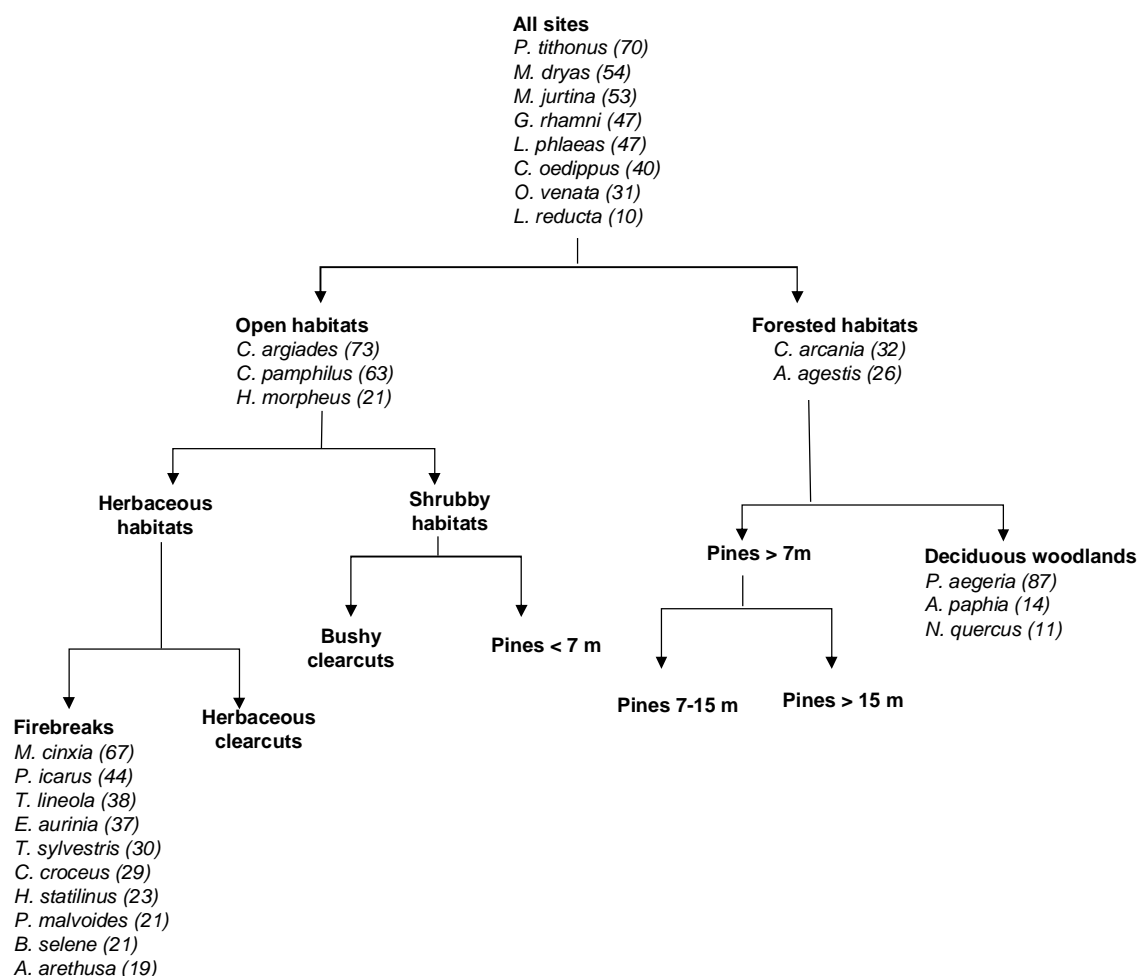 All sites
P. tithonus (70)
M. dryas (54)
M. jurtina (53)
G. rhamni (47)
L. phlaeas (47)
C. oedippus (40)
O. venata (31)
L. reducta (10)
Open habitats
C. argiades (73)
C. pamphilus (63)
H. morpheus (21)
Forested habitats
C. arcania (32)
A. agestis (26)
Herbaceous
habitats
Shrubby
habitats
Pines > 7m
Deciduous woodlands
P. aegeria (87)
A. paphia (14)
N. quercus (11)
Bushy
clearcuts
Pines < 7 m
Pines 7-15 m
Pines > 15 m
Firebreaks
M. cinxia (67)
P. icarus (44)
T. lineola (38)
E. aurinia (37)
T. sylvestris (30)
C. croceus (29)
H. statilinus (23)
P. malvoides (21)
B. selene (21)
A. arethusa (19)
Herbaceous
clearcuts